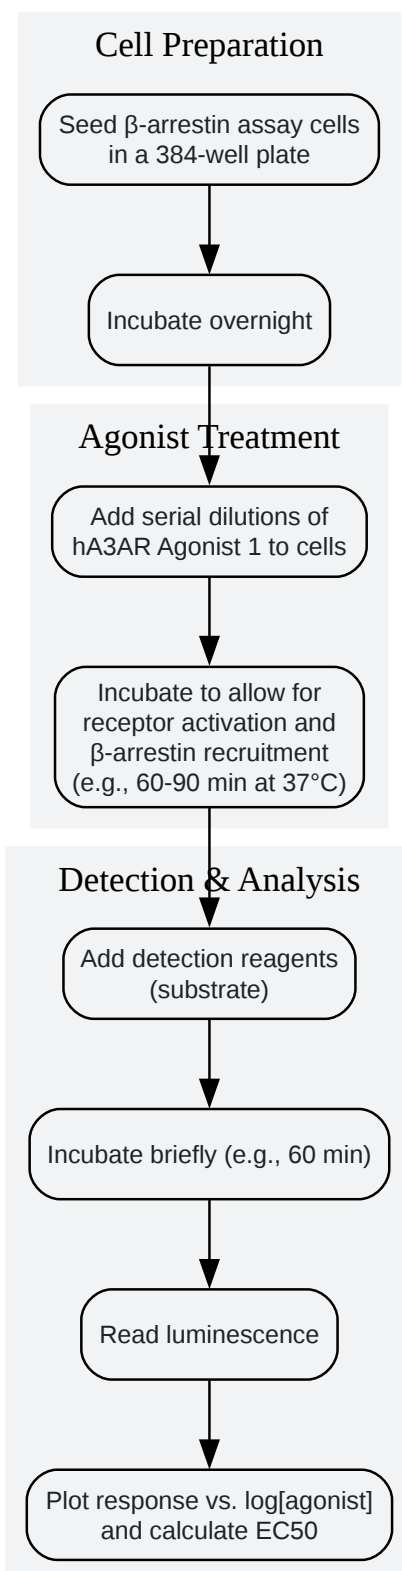 Cell Preparation
Seed β-arrestin assay cells
in a 384-well plate
Incubate overnight
Agonist Treatment
Add serial dilutions of
hA3AR Agonist 1 to cells
Incubate to allow for
receptor activation and
β-arrestin recruitment
(e.g., 60-90 min at 37°C)
Detection & Analysis
Add detection reagents
(substrate)
Incubate briefly (e.g., 60 min)
Read luminescence
Plot response vs. log[agonist]
and calculate EC50